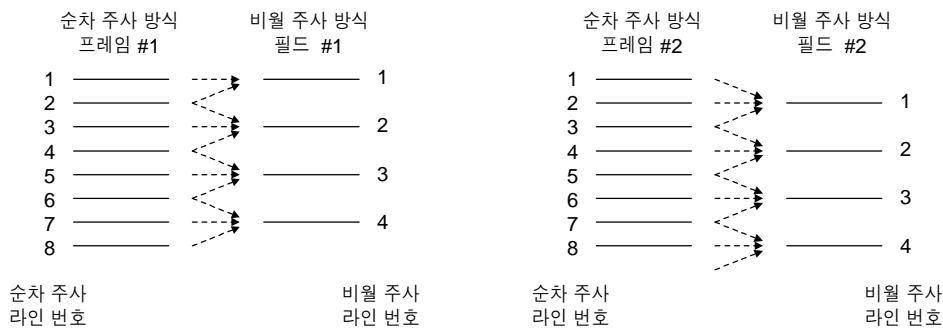 순차 주사 방식
프레임 #1
비월 주사 방식
필드 #1
1
2
3
4
5
6
7
8
1
2
3
4
순차 주사
라인 번호
비월 주사
라인 번호
순차 주사 방식
프레임 #2
비월 주사 방식
필드 #2
1
2
3
4
5
6
7
8
1
2
3
4
순차 주사
라인 번호
비월 주사
라인 번호